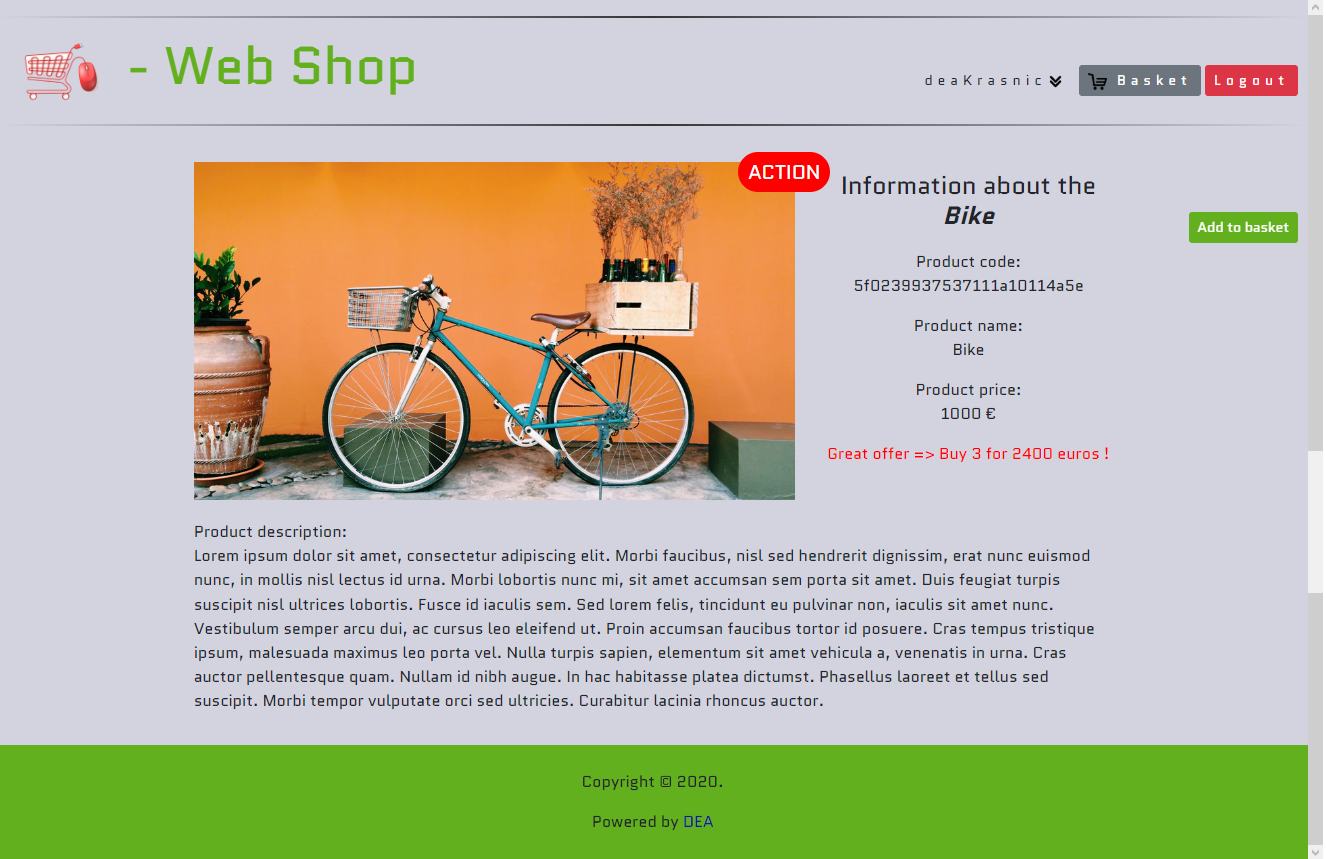 - Web Shop
deaKrasnic
Basket
Logout
ACTION
Information about the
Bike
Add to basket
Product code:
5f0239937537111a10114a5e
Product name:
Bike
Product price:
1000 €
Great offer => Buy 3 for 2400 euros !
Product description:
Lorem ipsum dolor sit amet, consectetur adipiscing elit. Morbi faucibus, nisl sed hendrerit dignissim, erat nunc euismod
nunc, in mollis nisl lectus id urna. Morbi lobortis nunc mi, sit amet accumsan sem porta sit amet. Duis feugiat turpis
suscipit nisl ultrices lobortis. Fusce id iaculis sem. Sed lorem felis, tincidunt eu pulvinar non, iaculis sit amet nunc.
Vestibulum semper arcu dui, ac cursus leo eleifend ut. Proin accumsan faucibus tortor id posuere. Cras tempus tristique
ipsum, malesuada maximus leo porta vel. Nulla turpis sapien, elementum sit amet vehicula a, venenatis in urna. Cras
auctor pellentesque quam. Nullam id nibh augue. In hac habitasse platea dictumst. Phasellus laoreet et tellus sed
suscipit. Morbi tempor vulputate orci sed ultricies. Curabitur lacinia rhoncus auctor.
Copyright © 2020.
Powered by DEA